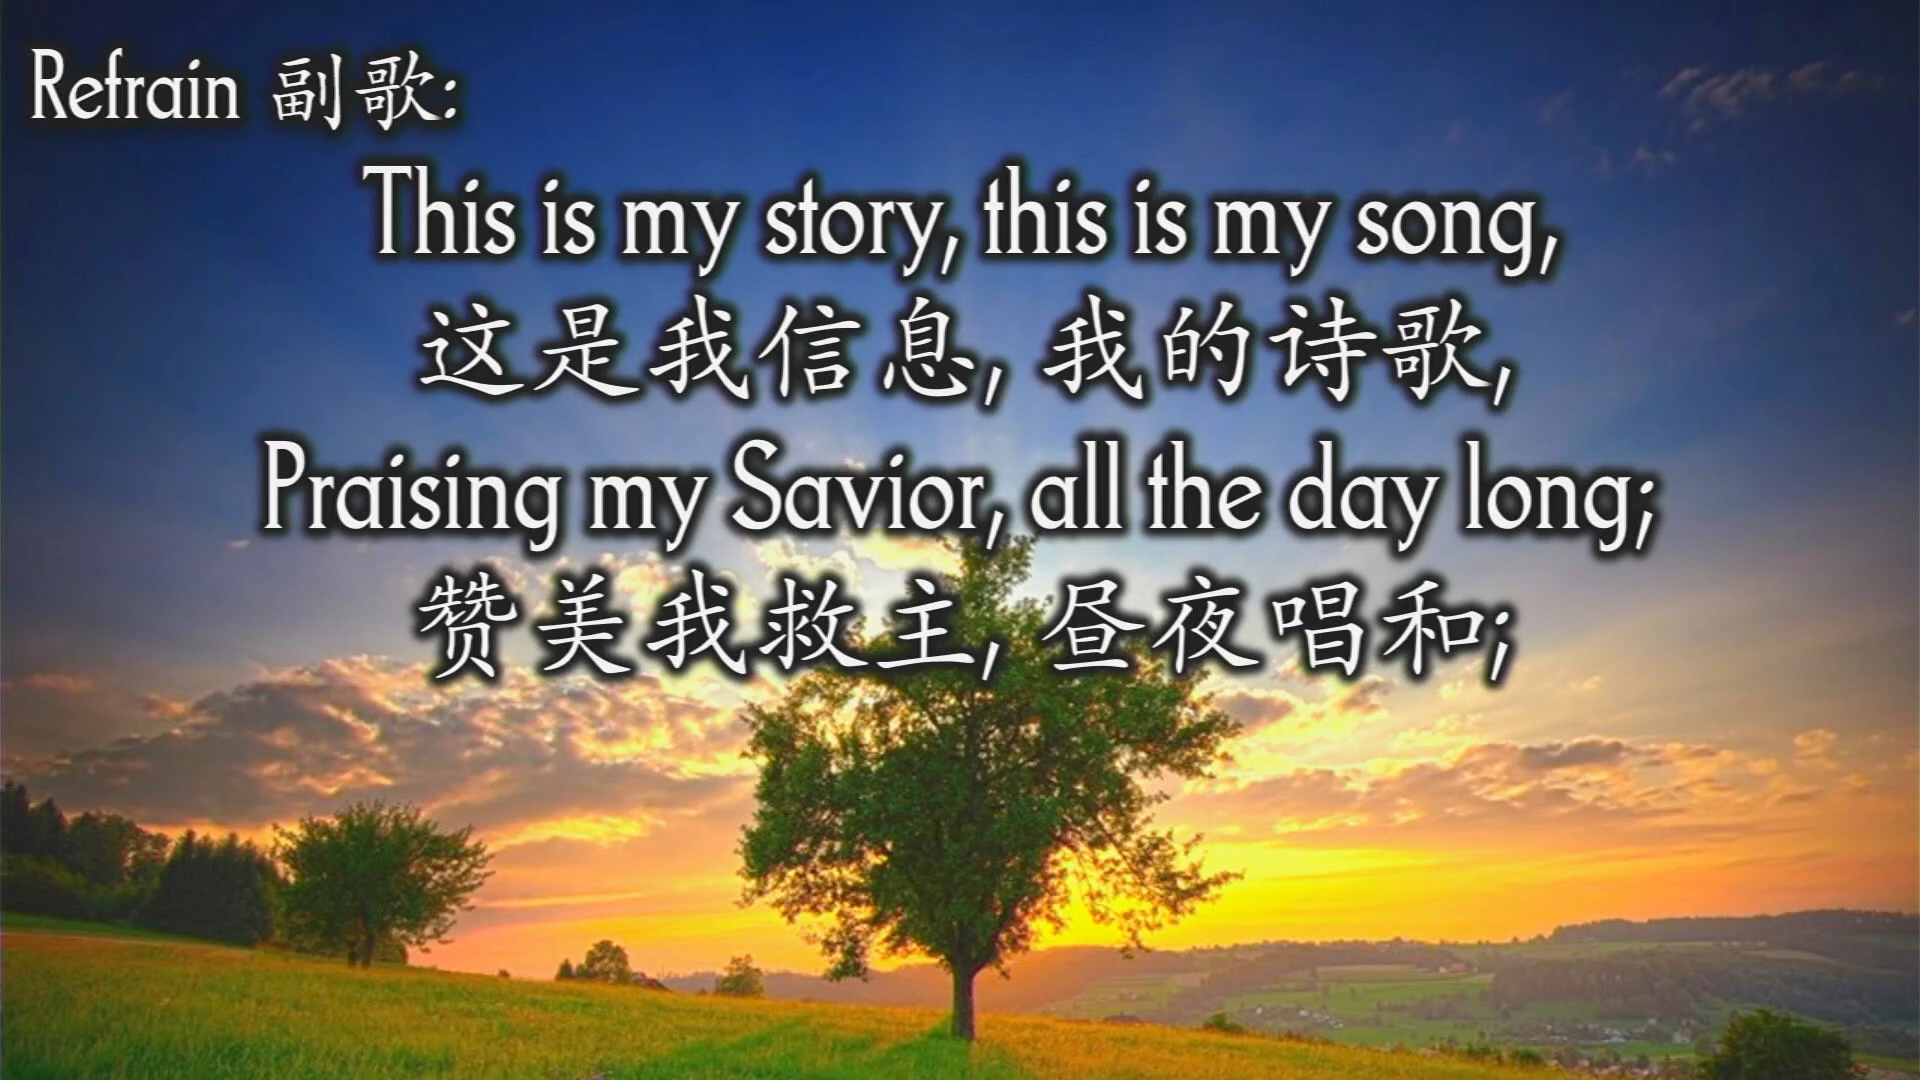 Refrain 副歌:
This is my story, this is my song,
这是我信息, 我的诗歌,
Praising my Savior, all the day long;
赞美我救主, 昼夜唱和;